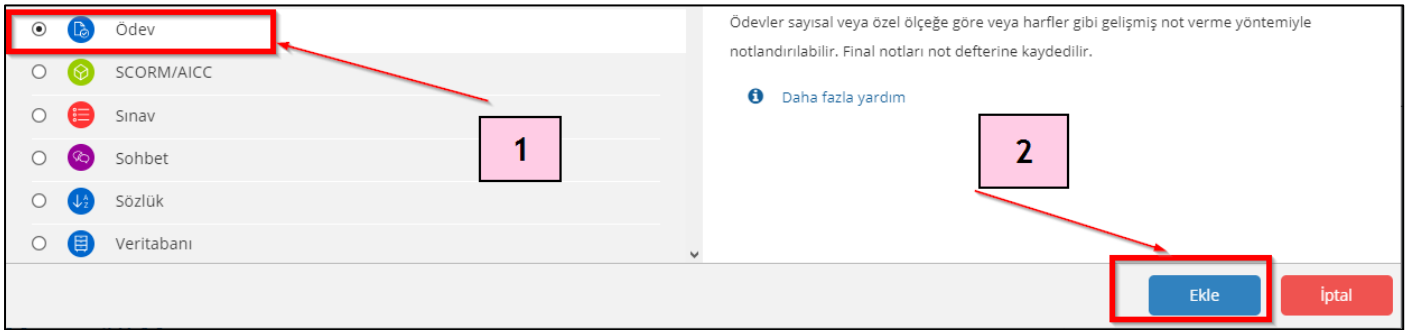 Ödev
SCORM/AICC
Sınav
Sohbet
Sözlük
Veritabanı
Ödevler sayısal veya özel ölçeğe göre veya harfler gibi gelişmiş not verme yöntemiyle
notlandırılabilir. Final notları not defterine kaydedilir.
Daha fazla yardım
1
2
Ekle
İptal